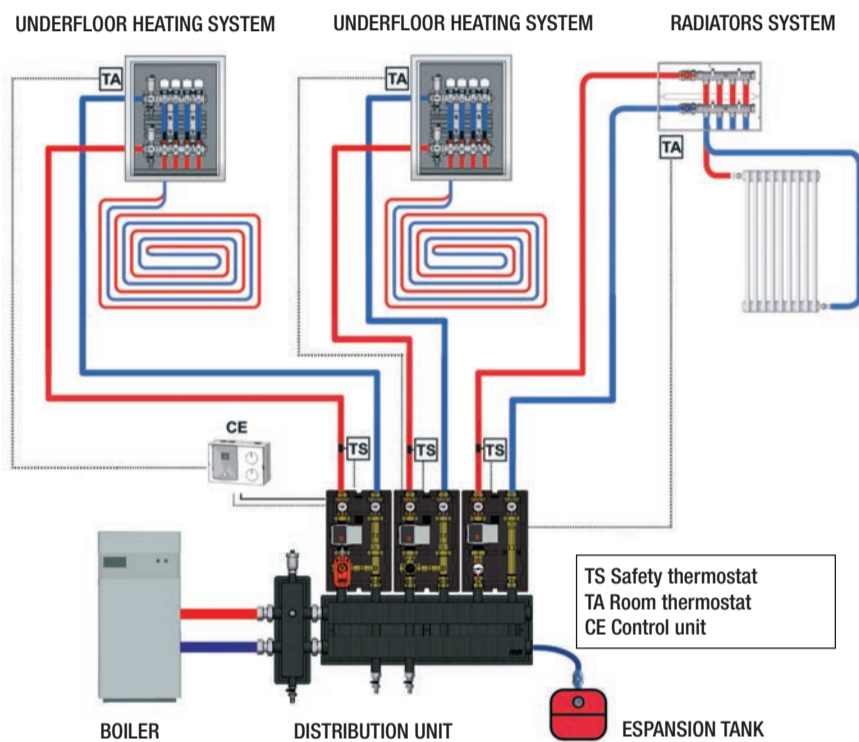 UNDERFLOOR HEATING SYSTEM
UNDERFLOOR HEATING SYSTEM
RADIATORS SYSTEM
TA
TA
TA
CE
TS
TS
TS
TS Safety thermostat
TA Room thermostat
CE Control unit
BOILER
DISTRIBUTION UNIT
ESPANSION TANK